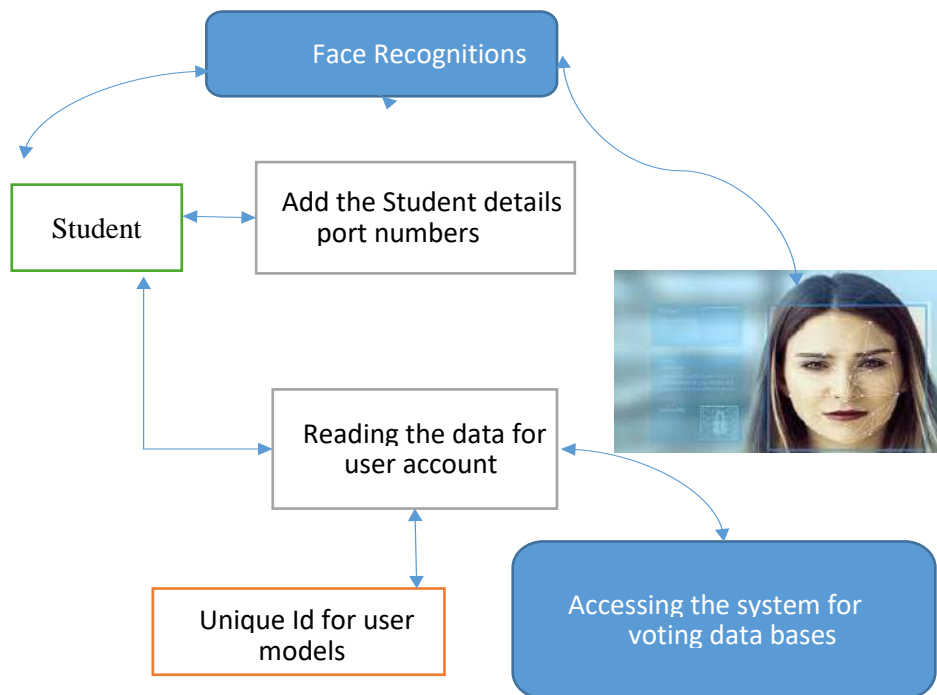 Face Recognitions
Add the Student details
port numbers
Student
Reading the data for
user account
Unique Id for user
models
Accessing the system for
voting data bases